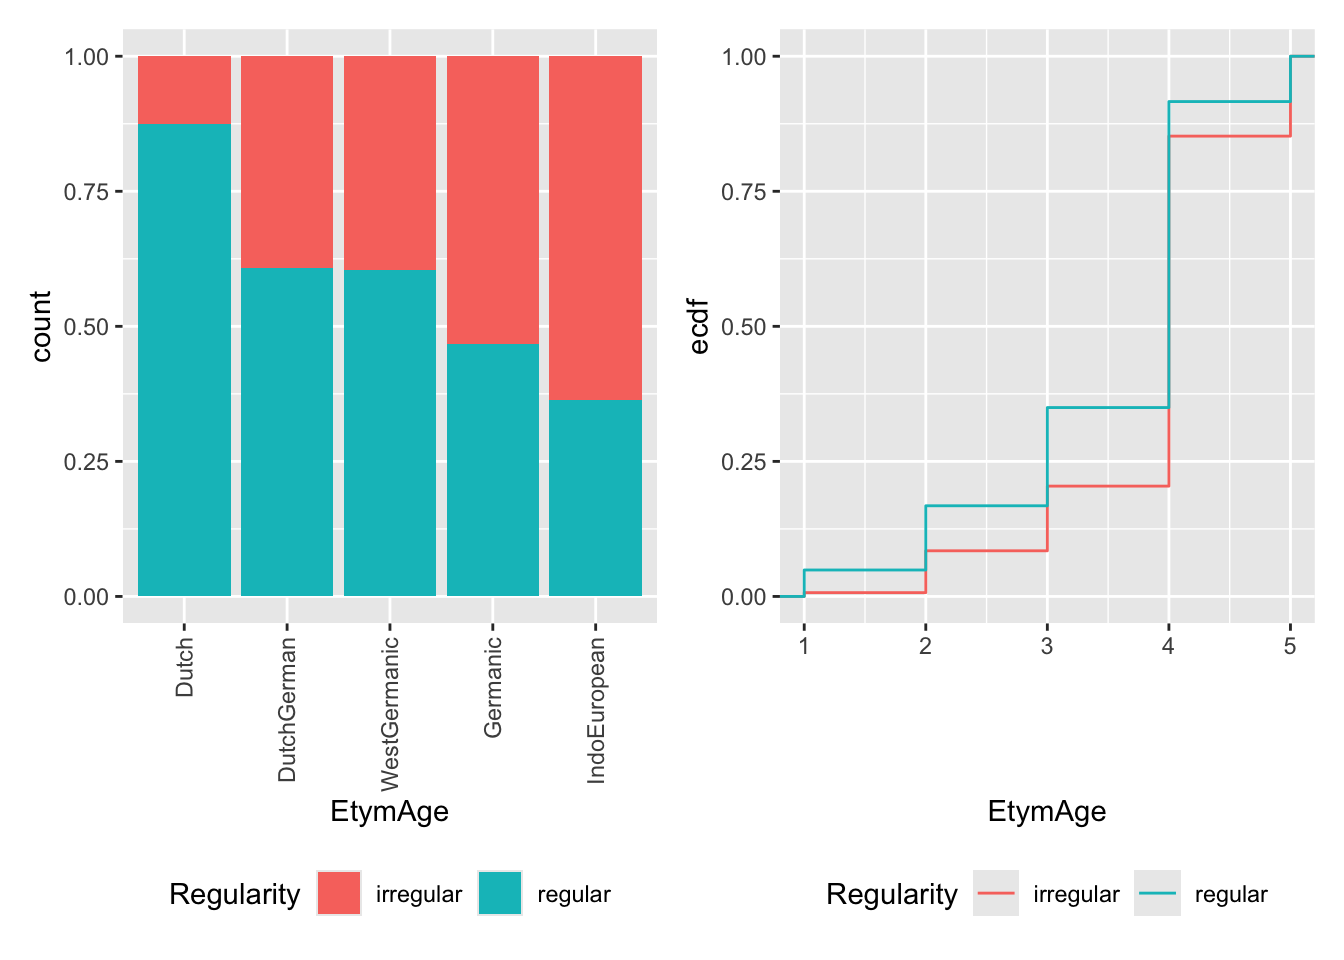 1.00
0.75
0.50
0.25
0.00
count
Dutch
DutchGerman
WestGermanic
Germanic
IndoEuropean
EtymAge
Regularity irregular regular
1.00
0.75
0.50
0.25
0.00
ecdf
1 2 3 4 5
EtymAge
Regularity irregular regular